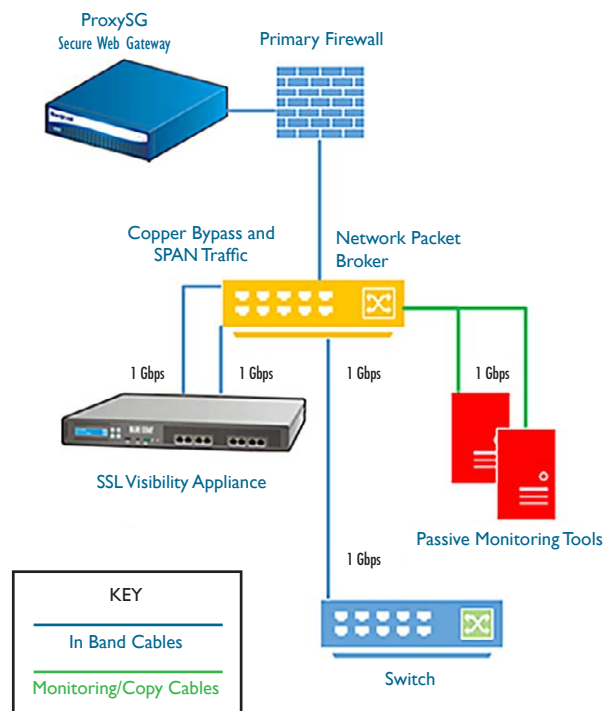 ProxySG
Secure Web Gateway
Primary Firewall
Copper Bypass and
SPAN Traffic
Network Packet
Broker
1 Gbps
1 Gbps
1 Gbps
1 Gbps
SSL Visibility Appliance
Passive Monitoring Tools
1 Gbps
KEY
In Band Cables
Monitoring/Copy Cables
Switch